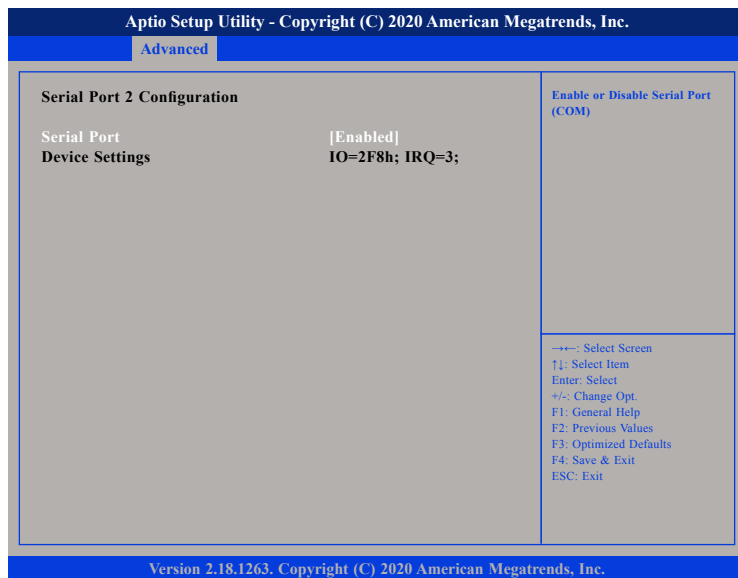 Aptio Setup Utility - Copyright (C) 2020 American Megatrends, Inc.
Advanced
Serial Port 2 Configuration
Serial Port [Enabled]
Device Settings IO=2F8h; IRQ=3;
Enable or Disable Serial Port
(COM)
→←: Select Screen
↑↓: Select Item
Enter: Select
+/-: Change Opt.
F1: General Help
F2: Previous Values
F3: Optimized Defaults
F4: Save & Exit
ESC: Exit
Version 2.18.1263. Copyright (C) 2020 American Megatrends, Inc.